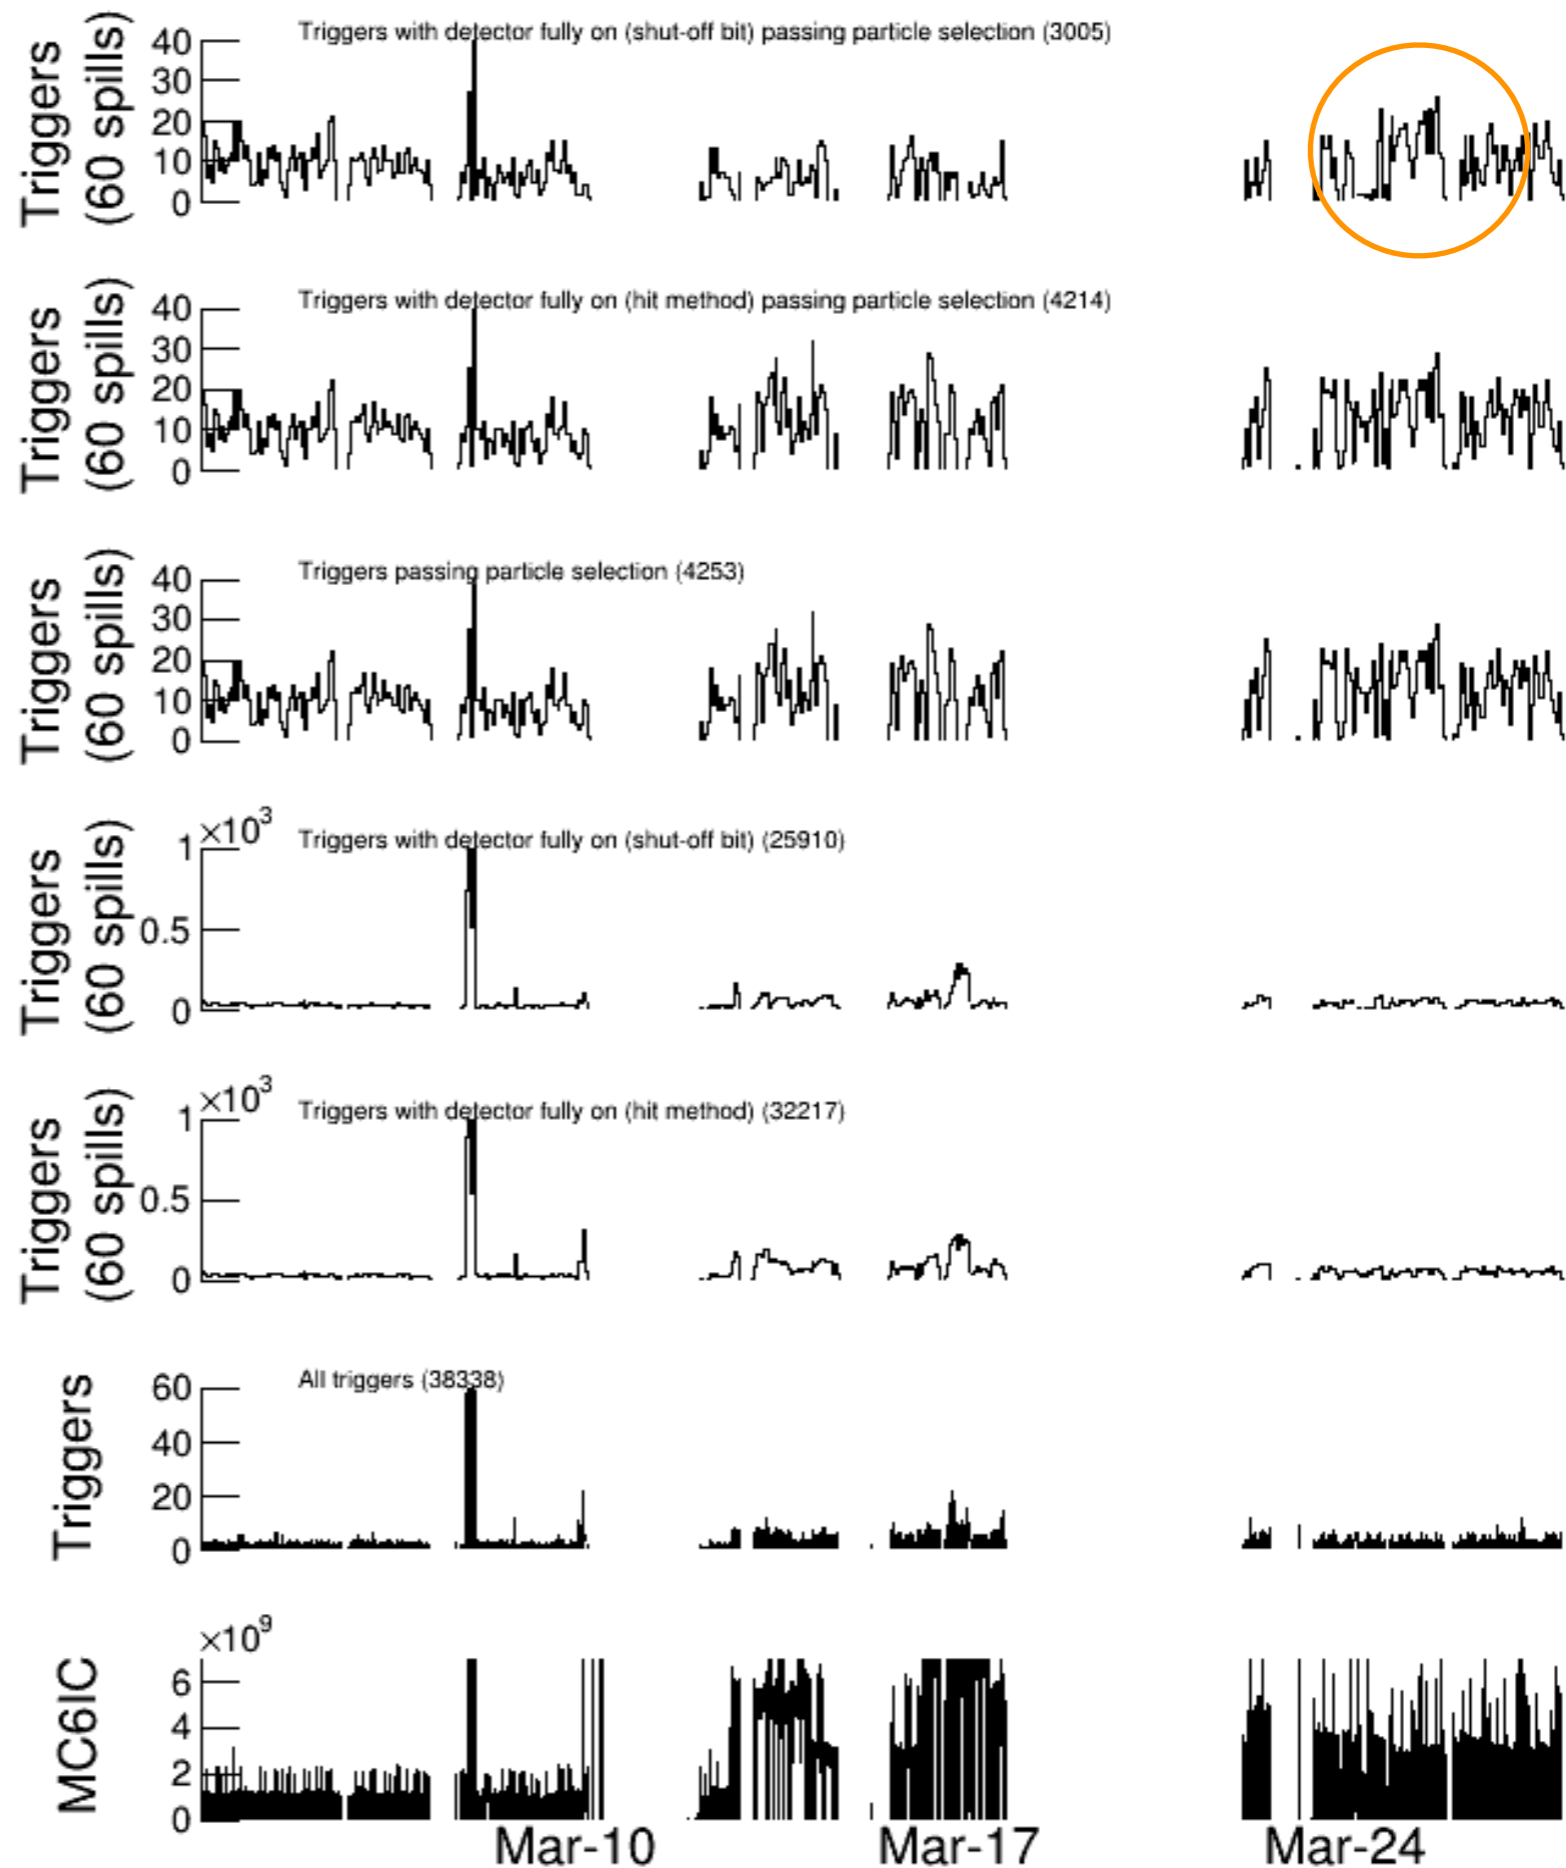 Triggers
(60 spills)
40
30
20
10
0
Triggers with detector fully on (shut-off bit) passing particle selection (3005)
Triggers
(60 spills)
40
30
20
10
0
Triggers with detector fully on (hit method) passing particle selection (4214)
Triggers
(60 spills)
40
30
20
10
0
Triggers passing particle selection (4253)
Triggers
(60 spills)
×10³
1
0.5
0
Triggers with detector fully on (shut-off bit) (25910)
Triggers
(60 spills)
×10³
1
0.5
0
Triggers with detector fully on (hit method) (32217)
Triggers
60
40
20
0
All triggers (38338)
MC6IC
×10⁹
6
4
2
0
Mar-10 Mar-17 Mar-24